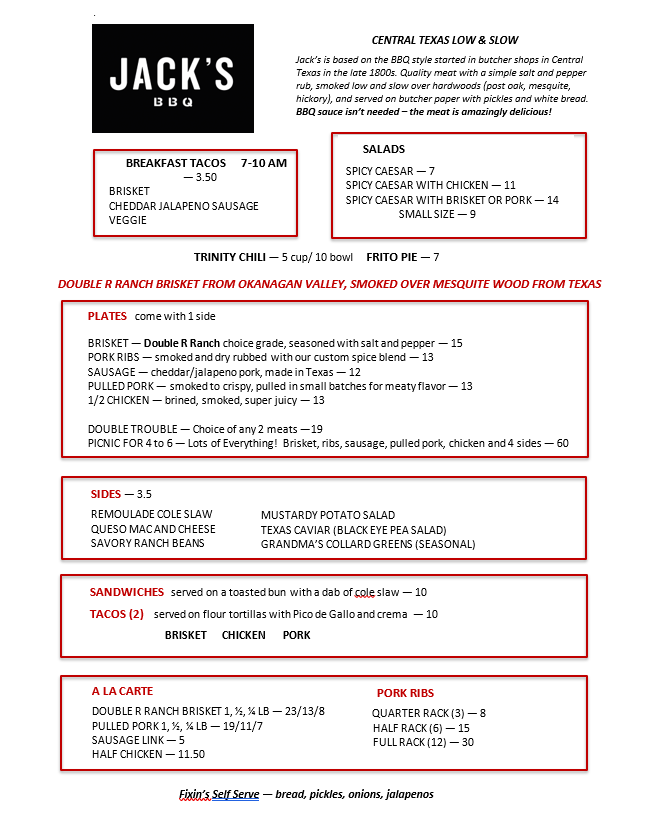 JACK'S
BBQ
CENTRAL TEXAS LOW & SLOW
Jack's is based on the BBQ style started in butcher shops in Central
Texas in the late 1800s. Quality meat with a simple salt and pepper
rub, smoked low and slow over hardwoods (post oak, mesquite,
hickory), and served on butcher paper with pickles and white bread.
BBQ sauce isn't needed – the meat is amazingly delicious!
BREAKFAST TACOS 7-10 AM
— 3.50
BRISKET
CHEDDAR JALAPENO SAUSAGE
VEGGIE
SALADS
SPICY CAESAR — 7
SPICY CAESAR WITH CHICKEN — 11
SPICY CAESAR WITH BRISKET OR PORK — 14
SMALL SIZE — 9
TRINITY CHILI — 5 cup/ 10 bowl FRITO PIE — 7
DOUBLE R RANCH BRISKET FROM OKANAGAN VALLEY, SMOKED OVER MESQUITE WOOD FROM TEXAS
PLATES come with 1 side
BRISKET — Double R Ranch choice grade, seasoned with salt and pepper — 15
PORK RIBS — smoked and dry rubbed with our custom spice blend — 13
SAUSAGE — cheddar/jalapeno pork, made in Texas — 12
PULLED PORK — smoked to crispy, pulled in small batches for meaty flavor — 13
1/2 CHICKEN — brined, smoked, super juicy — 13
DOUBLE TROUBLE — Choice of any 2 meats —19
PICNIC FOR 4 to 6 — Lots of Everything! Brisket, ribs, sausage, pulled pork, chicken and 4 sides — 60
SIDES — 3.5
REMOULADE COLE SLAW
QUESO MAC AND CHEESE
SAVORY RANCH BEANS
MUSTARDY POTATO SALAD
TEXAS CAVIAR (BLACK EYE PEA SALAD)
GRANDMA'S COLLARD GREENS (SEASONAL)
SANDWICHES served on a toasted bun with a dab of cole slaw — 10
TACOS (2) served on flour tortillas with Pico de Gallo and crema — 10
BRISKET CHICKEN PORK
A LA CARTE
DOUBLE R RANCH BRISKET 1, ½, ¼ LB — 23/13/8
PULLED PORK 1, ½, ¼ LB — 19/11/7
SAUSAGE LINK — 5
HALF CHICKEN — 11.50
PORK RIBS
QUARTER RACK (3) — 8
HALF RACK (6) — 15
FULL RACK (12) — 30
Fixin's Self Serve — bread, pickles, onions, jalapenos